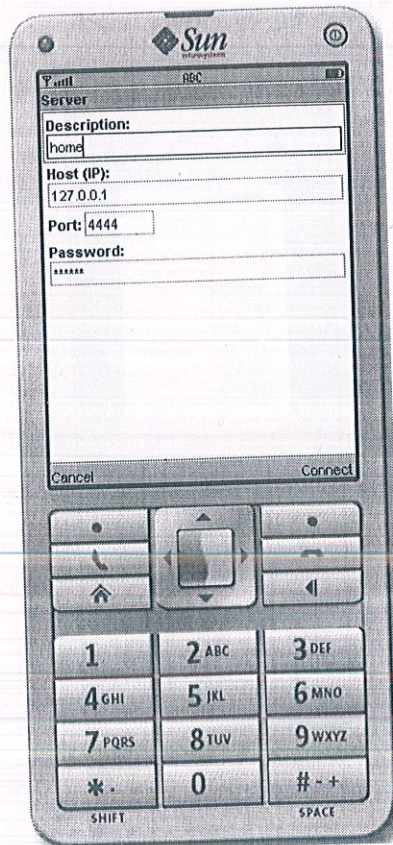 Sun
microsystems
ABC
Server
Description:
home
Host (IP):
127.0.0.1
Port: 4444
Password:
******
Cancel Connect
1 2 ABC 3 DEF
4 GHI 5 JKL 6 MNO
7 PQRS 8 TUV 9 WXYZ
* . 0 # - +
SHIFT SPACE